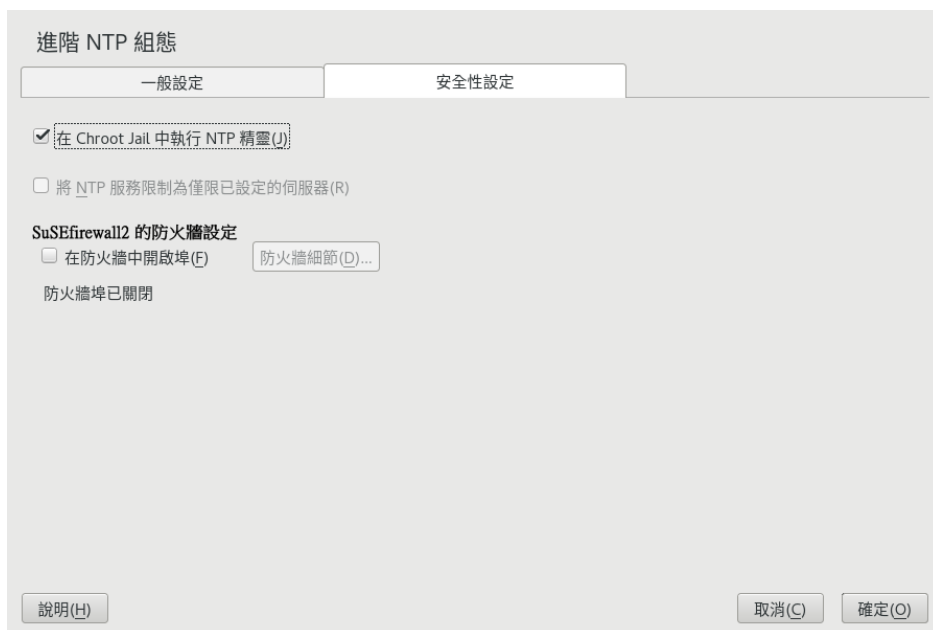 進階 NTP 組態
一般設定 安全性設定
在 Chroot Jail 中執行 NTP 精靈(J)
將 NTP 服務限制為僅限已設定的伺服器(R)
SuSEfirewall2 的防火牆設定
在防火牆中開啟埠(F) 防火牆細節(D)...
防火牆埠已關閉
說明(H) 取消(C) 確定(O)